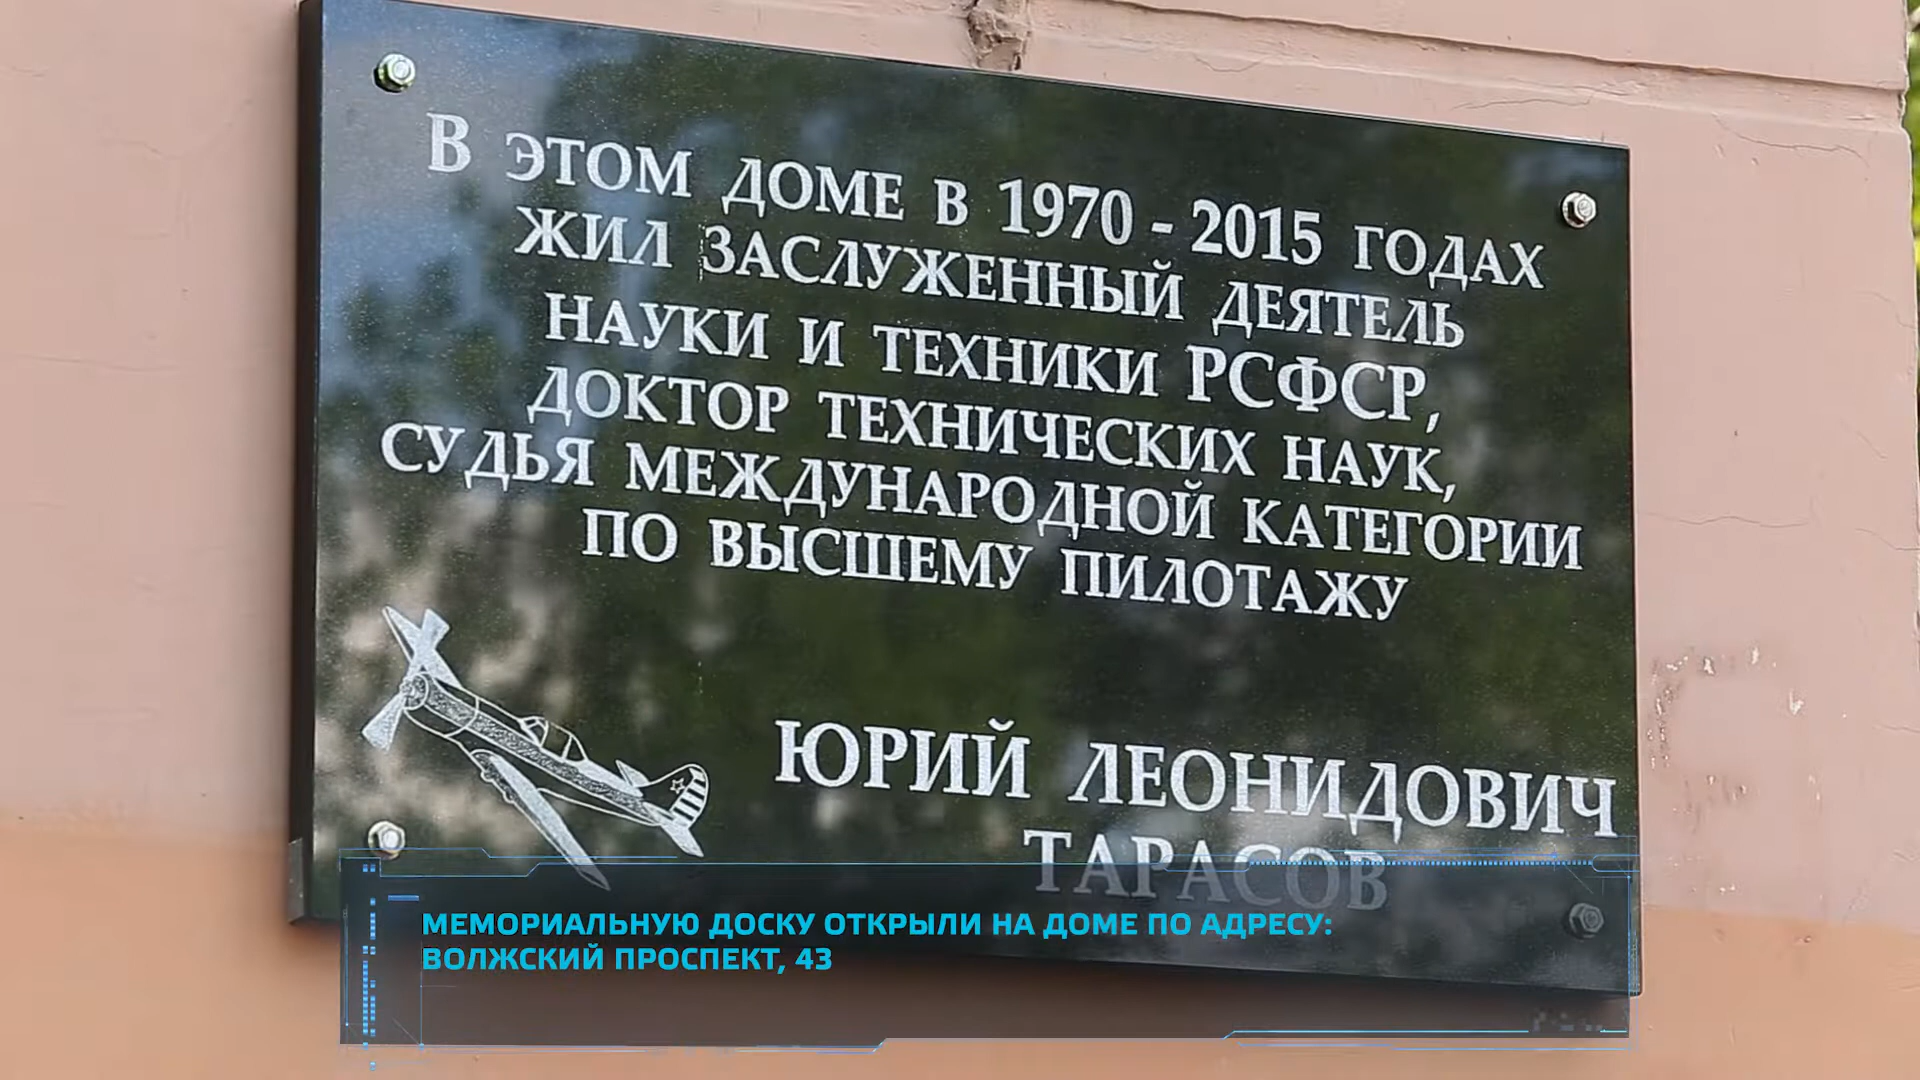 В ЭТОМ ДОМЕ В 1970 - 2015 ГОДАХ
ЖИЛ ЗАСЛУЖЕННЫЙ ДЕЯТЕЛЬ
НАУКИ И ТЕХНИКИ РСФСР,
ДОКТОР ТЕХНИЧЕСКИХ НАУК,
СУДЬЯ МЕЖДУНАРОДНОЙ КАТЕГОРИИ
ПО ВЫСШЕМУ ПИЛОТАЖУ
ЮРИЙ ЛЕОНИДОВИЧ
ТАРАСОВ
МЕМОРИАЛЬНУЮ ДОСКУ ОТКРЫЛИ НА ДОМЕ ПО АДРЕСУ:
ВОЛЖСКИЙ ПРОСПЕКТ, 43